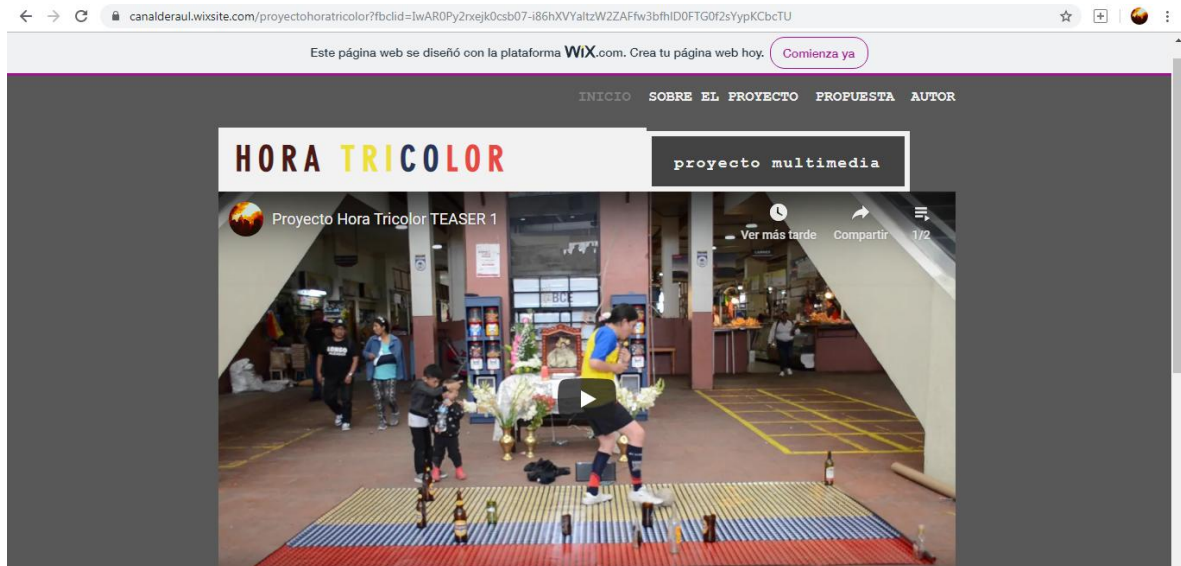 canalderaul.wixsite.com/proyectohoratricolor?fbclid=IwAR0Py2rxejk0csb07-i86hXVYaItzW2ZAFfw3bfhlD0FTG0f2sYypKCbcTU
Este página web se diseñó con la plataforma WiX.com. Crea tu página web hoy. Comienza ya
INICIO SOBRE EL PROYECTO PROPUESTA AUTOR
HORA TRICOLOR proyecto multimedia
Proyecto Hora Tricolor TEASER 1
Ver más tarde Compartir 1/2
BCE